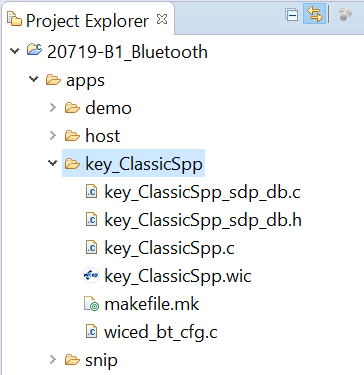 Project Explorer
20719-B1_Bluetooth
apps
demo
host
key_ClassicSpp
key_ClassicSpp_sdp_db.c
key_ClassicSpp_sdp_db.h
key_ClassicSpp.c
key_ClassicSpp.wic
makefile.mk
wiced_bt_cfg.c
snip